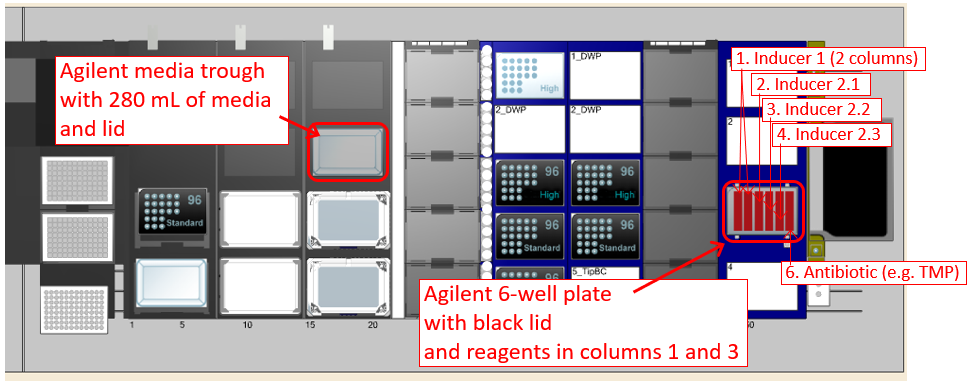 Agilent media trough
with 280 mL of media
and lid
1. Inducer 1 (2 columns)
2. Inducer 2.1
3. Inducer 2.2
4. Inducer 2.3
6. Antibiotic (e.g. TMP)
Agilent 6-well plate
with black lid
and reagents in columns 1 and 3
1_DWP
High
2_DWP
2_DWP
96
High
96
High
96
Standard
96
Standard
96
Standard
96
5_TipBC
1
2
4
1
5
10
15
20
50